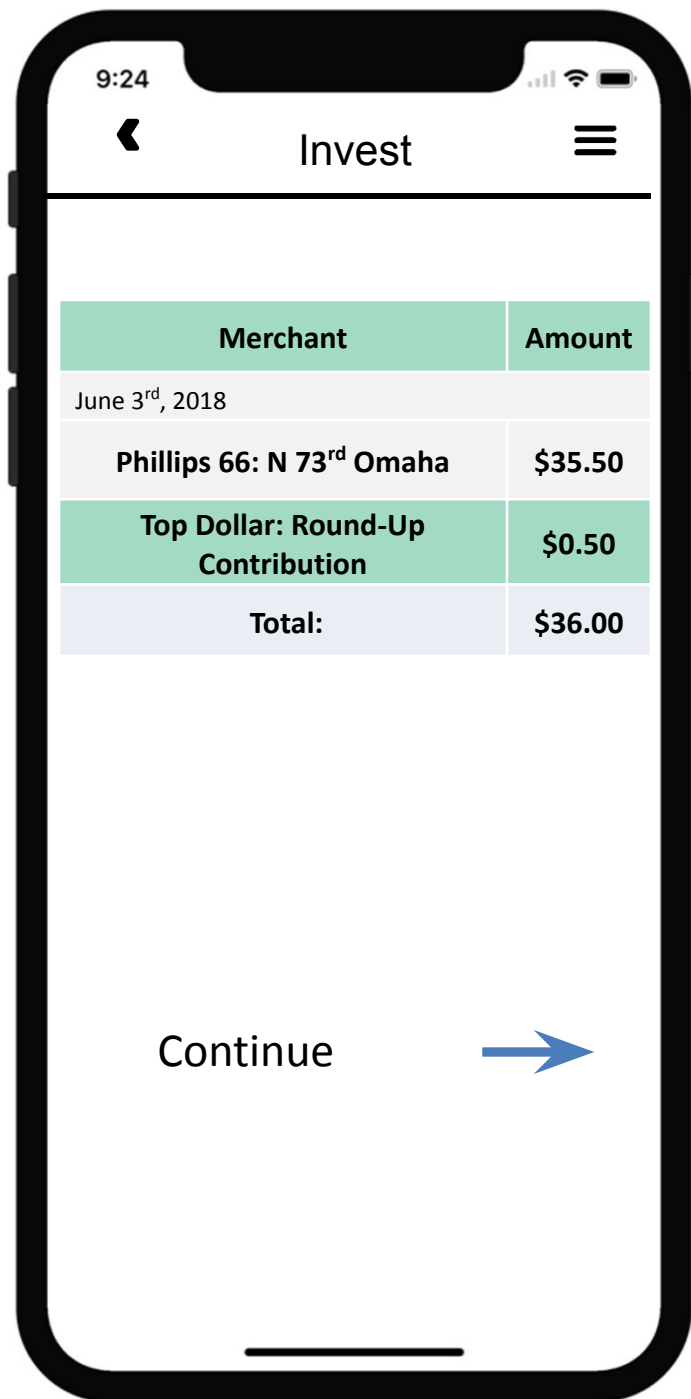 9:24
Invest
Merchant Amount
June 3rd, 2018
Phillips 66: N 73rd Omaha $35.50
Top Dollar: Round-Up
Contribution $0.50
Total: $36.00
Continue